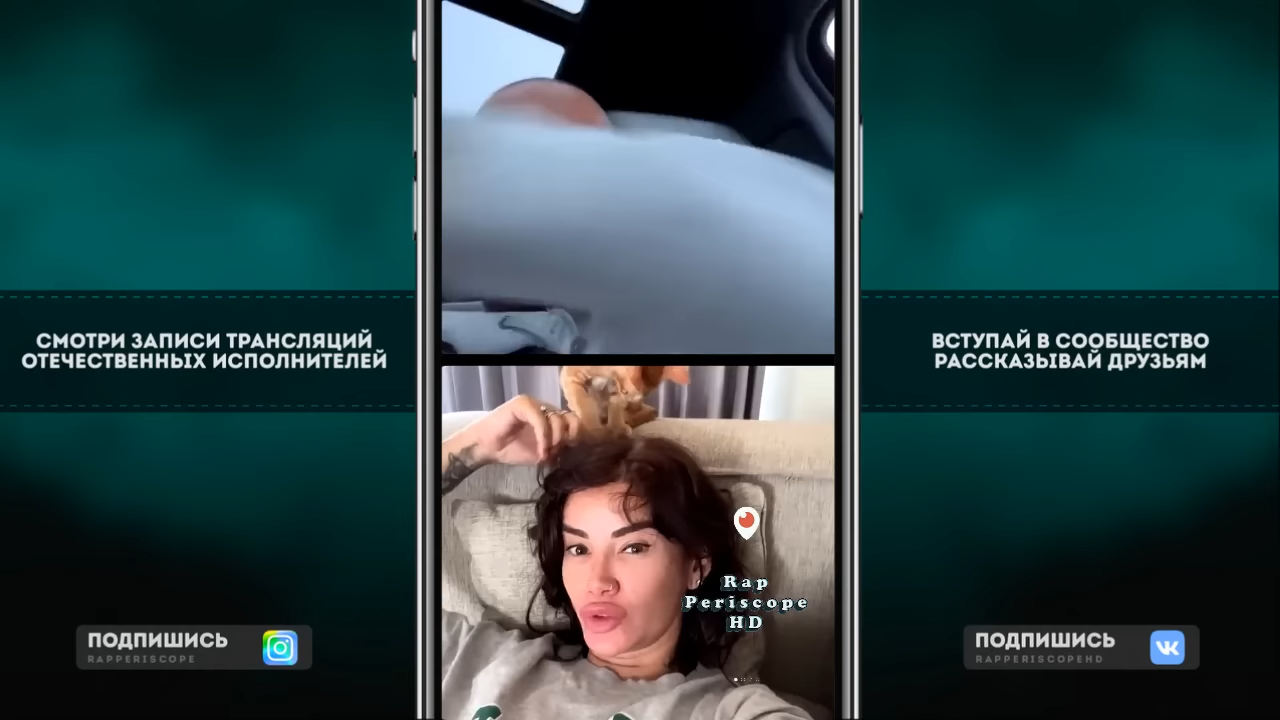 СМОТРИ ЗАПИСИ ТРАНСЛЯЦИЙ
ОТЕЧЕСТВЕННЫХ ИСПОЛНИТЕЛЕЙ
ВСТУПАЙ В СООБЩЕСТВО
РАССКАЗЫВАЙ ДРУЗЬЯМ
Rap
Periscope
HD
ПОДПИШИСЬ
RAPPERISCOPE
ПОДПИШИСЬ
RAPPERISCOPEHD